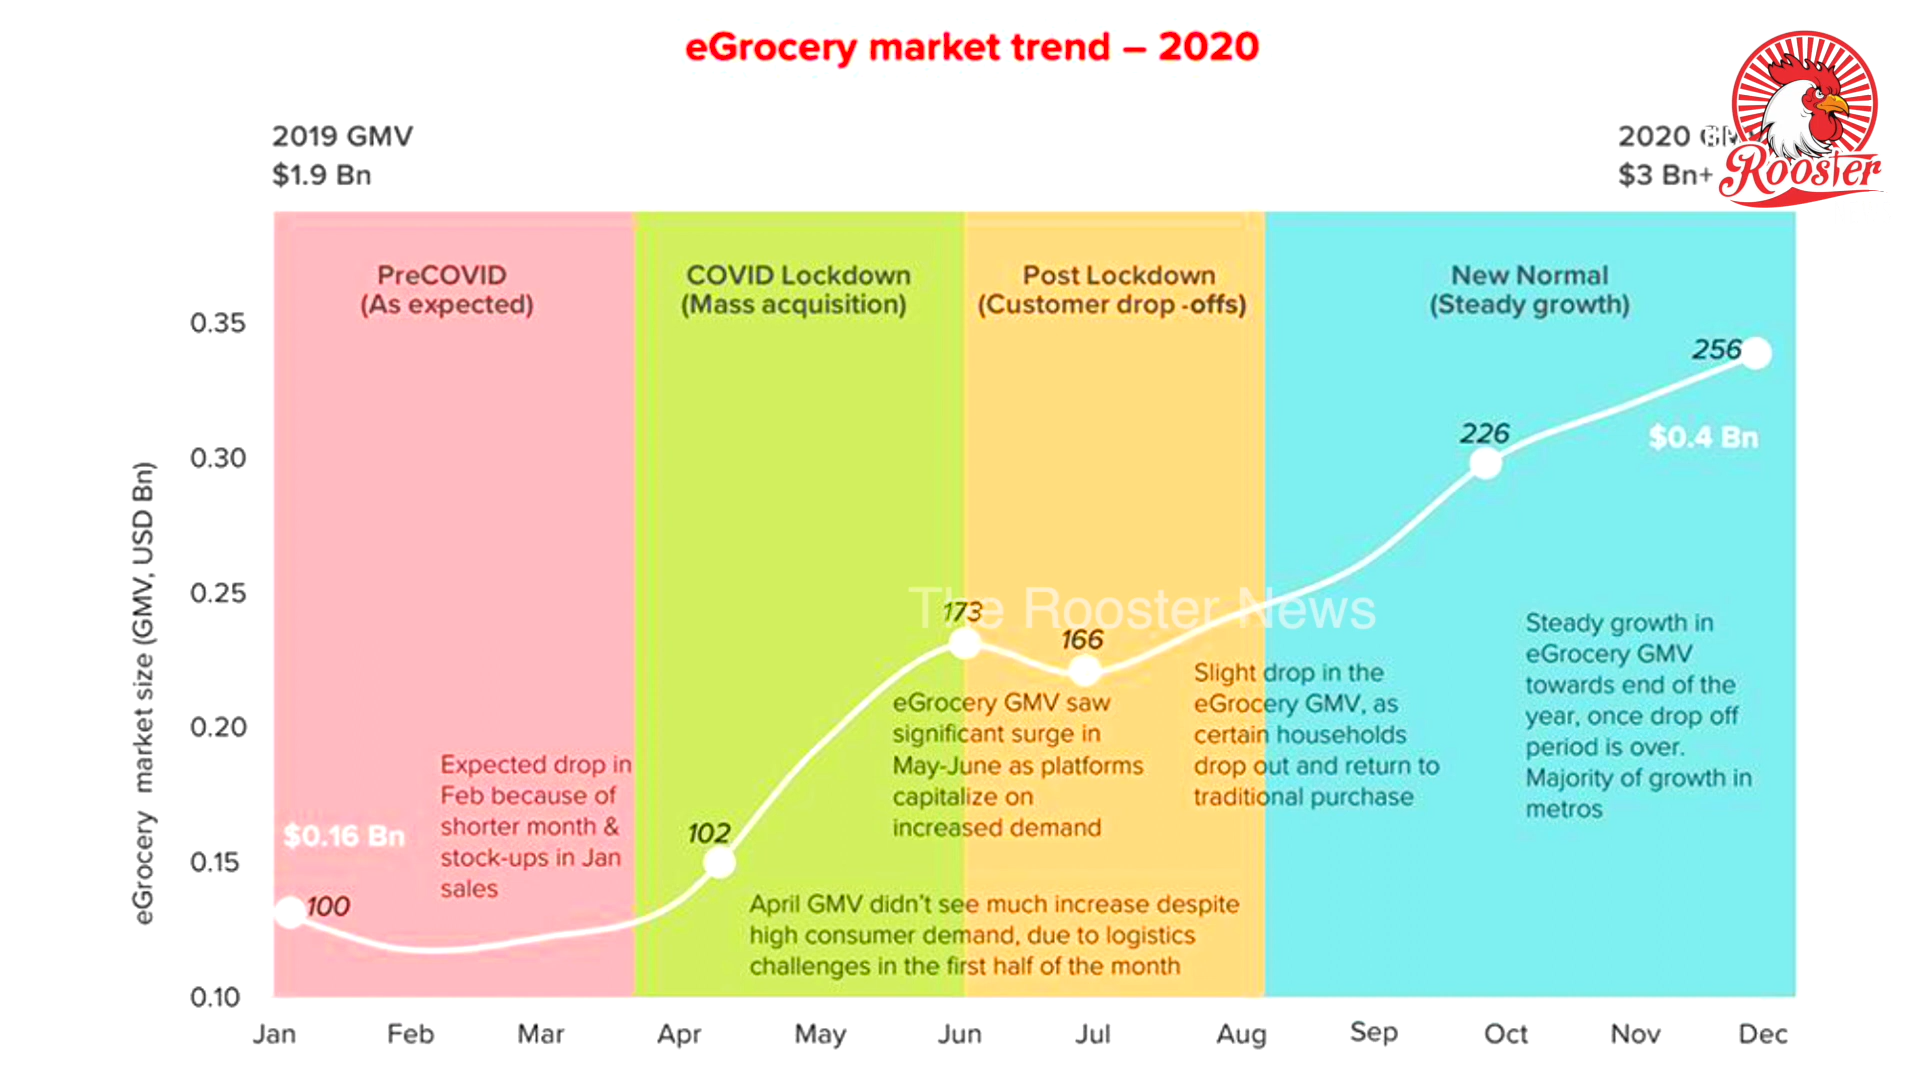 eGrocery market trend – 2020
2019 GMV
$1.9 Bn
2020
$3 Bn+
Rooster
PreCOVID
(As expected)
COVID Lockdown
(Mass acquisition)
Post Lockdown
(Customer drop -offs)
New Normal
(Steady growth)
eGrocery market size (GMV, USD Bn)
0.35
0.30
0.25
0.20
0.15
0.10
256
$0.4 Bn
226
The Rooster News
173
166
102
100
$0.16 Bn
Expected drop in
Feb because of
shorter month &
stock-ups in Jan
sales
eGrocery GMV saw
significant surge in
May-June as platforms
capitalize on
increased demand
Slight drop in the
eGrocery GMV, as
certain households
drop out and return to
traditional purchase
Steady growth in
eGrocery GMV
towards end of the
year, once drop off
period is over.
Majority of growth in
metros
April GMV didn't see much increase despite
high consumer demand, due to logistics
challenges in the first half of the month
Jan Feb Mar Apr May Jun Jul Aug Sep Oct Nov Dec